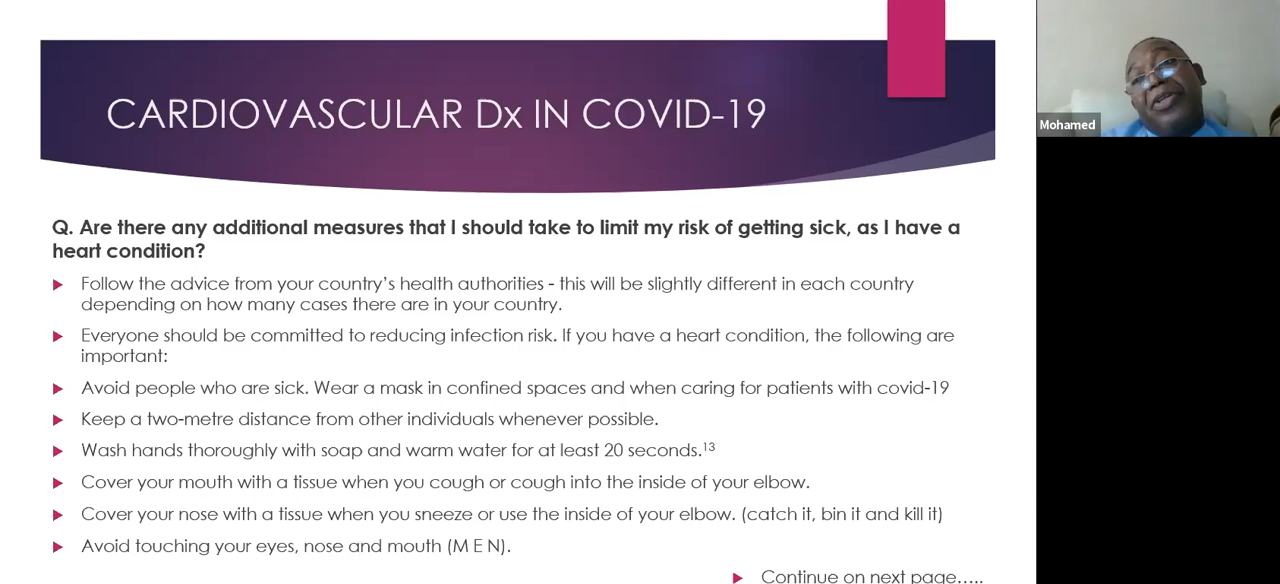 CARDIOVASCULAR Dx IN COVID-19
Mohamed
Q. Are there any additional measures that I should take to limit my risk of getting sick, as I have a
heart condition?
Follow the advice from your country's health authorities - this will be slightly different in each country
depending on how many cases there are in your country.
Everyone should be committed to reducing infection risk. If you have a heart condition, the following are
important:
Avoid people who are sick. Wear a mask in confined spaces and when caring for patients with covid-19
Keep a two-metre distance from other individuals whenever possible.
Wash hands thoroughly with soap and warm water for at least 20 seconds.¹³
Cover your mouth with a tissue when you cough or cough into the inside of your elbow.
Cover your nose with a tissue when you sneeze or use the inside of your elbow. (catch it, bin it and kill it)
Avoid touching your eyes, nose and mouth (M E N).
Continue on next page.....